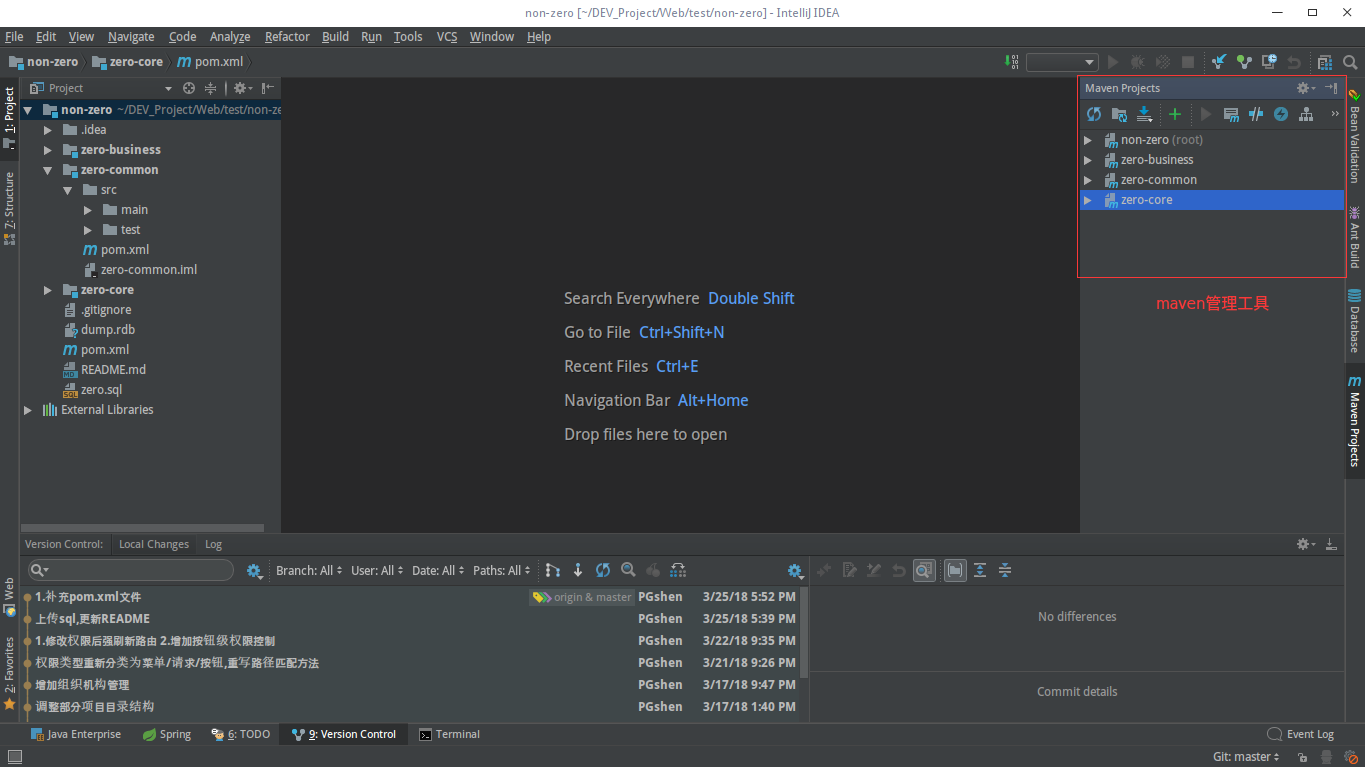 non-zero [~/DEV_Project/Web/test/non-zero] - IntelliJ IDEA
File Edit View Navigate Code Analyze Refactor Build Run Tools VCS Window Help
non-zero zero-core pom.xml
1: Project
7: Structure
Web
2: Favorites
Project
non-zero ~/DEV_Project/Web/test/non-ze
.idea
zero-business
zero-common
src
main
test
pom.xml
zero-common.iml
zero-core
.gitignore
dump.rdb
pom.xml
README.md
zero.sql
External Libraries
Search Everywhere Double Shift
Go to File Ctrl+Shift+N
Recent Files Ctrl+E
Navigation Bar Alt+Home
Drop files here to open
Maven Projects
non-zero (root)
zero-business
zero-common
zero-core
maven管理工具
Bean Validation
Ant Build
Database
Maven Projects
Version Control: Local Changes Log
Branch: All User: All Date: All Paths: All
1.补充pom.xml文件 origin & master PGshen 3/25/18 5:52 PM
上传sql,更新README PGshen 3/25/18 5:39 PM
1.修改权限后强刷新路由 2.增加按钮级权限控制 PGshen 3/22/18 9:35 PM
权限类型重新分类为菜单/请求/按钮,重写路径匹配方法 PGshen 3/21/18 9:26 PM
增加组织机构管理 PGshen 3/17/18 9:47 PM
调整部分项目目录结构 PGshen 3/17/18 1:40 PM
No differences
Commit details
Java Enterprise Spring 6: TODO 9: Version Control Terminal Event Log
Git: master